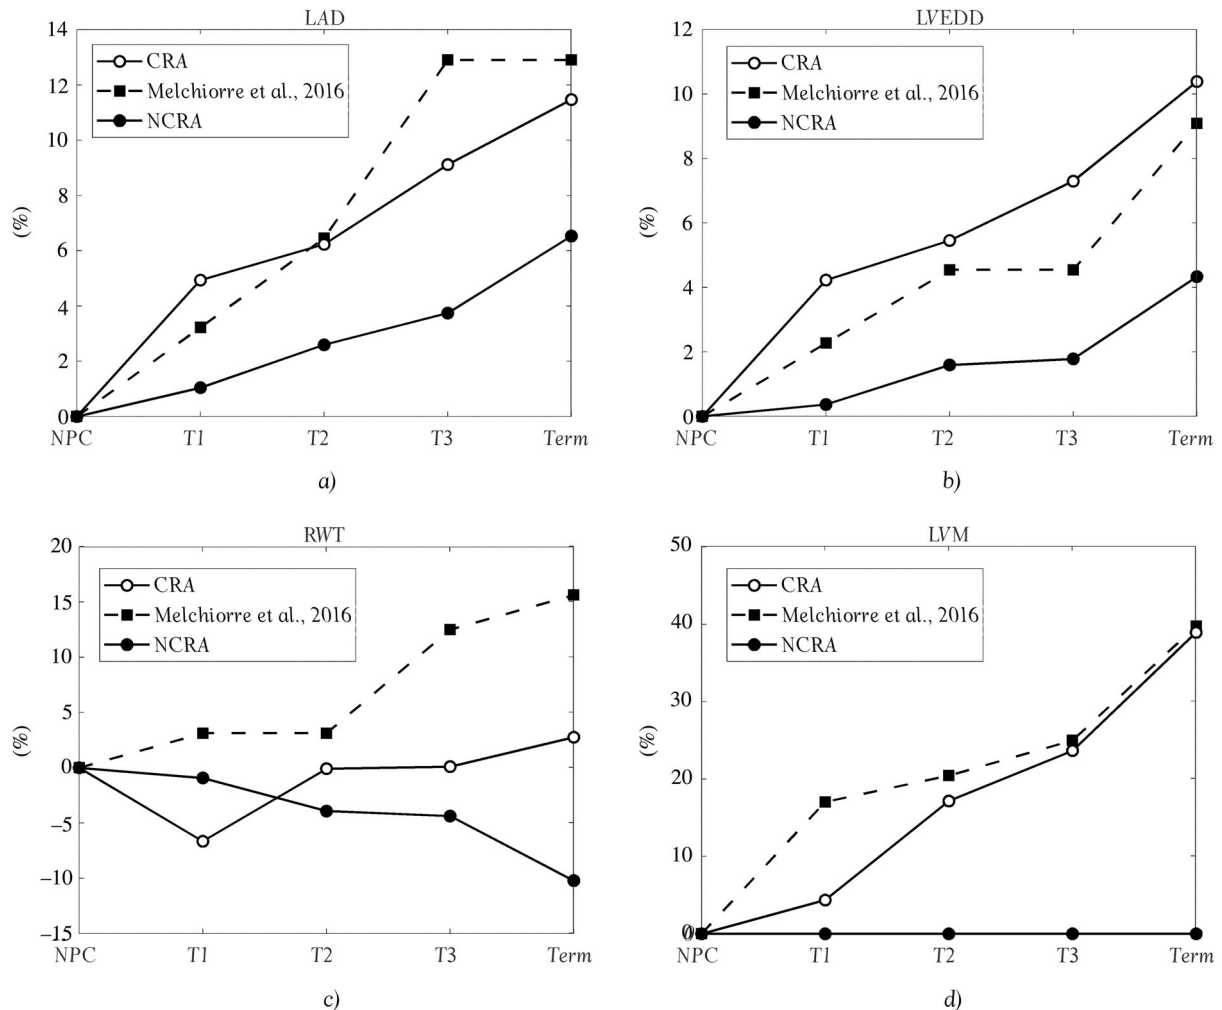 LAD
14
12
10
8
6
4
2
0
(%)
CRA
Melchiorre et al., 2016
NCRA
NPC T1 T2 T3 Term
a)
LVEDD
12
10
8
6
4
2
0
(%)
CRA
Melchiorre et al., 2016
NCRA
NPC T1 T2 T3 Term
b)
RWT
20
15
10
5
0
−5
−10
−15
(%)
CRA
Melchiorre et al., 2016
NCRA
NPC T1 T2 T3 Term
c)
LVM
50
40
30
20
10
0
(%)
CRA
Melchiorre et al., 2016
NCRA
NPC T1 T2 T3 Term
d)